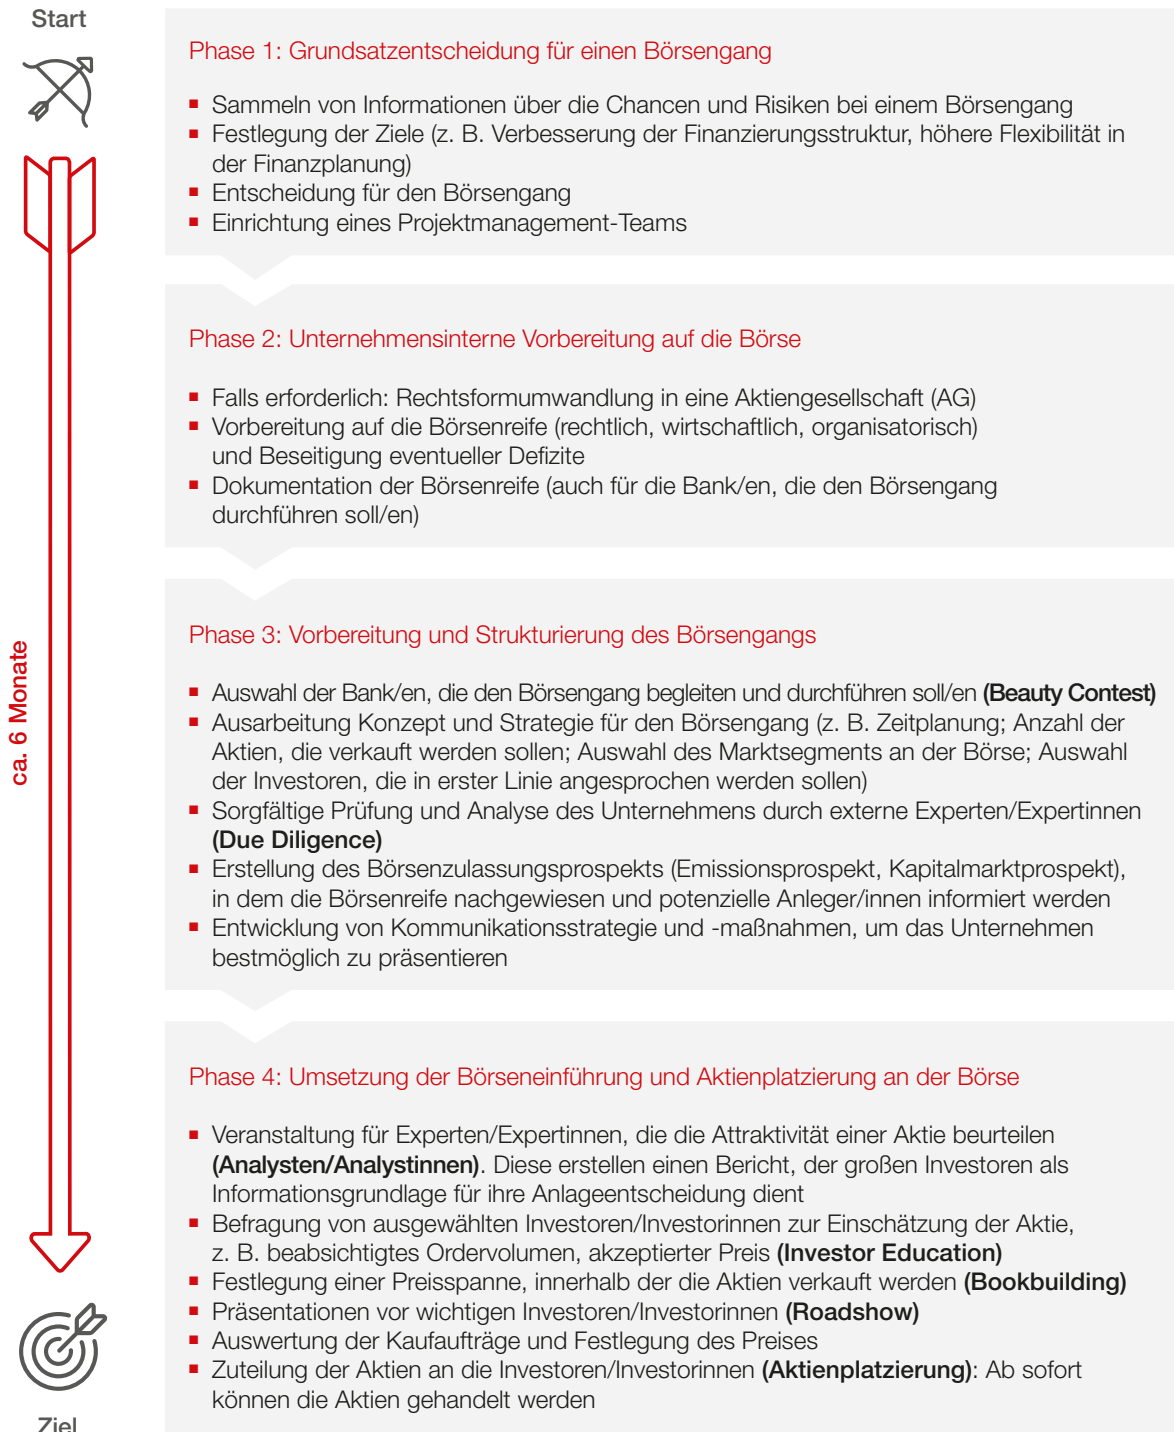 Start
Phase 1: Grundsatzentscheidung für einen Börsengang
▪ Sammeln von Informationen über die Chancen und Risiken bei einem Börsengang
▪ Festlegung der Ziele (z. B. Verbesserung der Finanzierungsstruktur, höhere Flexibilität in
der Finanzplanung)
▪ Entscheidung für den Börsengang
▪ Einrichtung eines Projektmanagement-Teams
Phase 2: Unternehmensinterne Vorbereitung auf die Börse
▪ Falls erforderlich: Rechtsformumwandlung in eine Aktiengesellschaft (AG)
▪ Vorbereitung auf die Börsenreife (rechtlich, wirtschaftlich, organisatorisch)
und Beseitigung eventueller Defizite
▪ Dokumentation der Börsenreife (auch für die Bank/en, die den Börsengang
durchführen soll/en)
ca. 6 Monate
Phase 3: Vorbereitung und Strukturierung des Börsengangs
▪ Auswahl der Bank/en, die den Börsengang begleiten und durchführen soll/en (Beauty Contest)
▪ Ausarbeitung Konzept und Strategie für den Börsengang (z. B. Zeitplanung; Anzahl der
Aktien, die verkauft werden sollen; Auswahl des Marktsegments an der Börse; Auswahl
der Investoren, die in erster Linie angesprochen werden sollen)
▪ Sorgfältige Prüfung und Analyse des Unternehmens durch externe Experten/Expertinnen
(Due Diligence)
▪ Erstellung des Börsenzulassungsprospekts (Emissionsprospekt, Kapitalmarktprospekt),
in dem die Börsenreife nachgewiesen und potenzielle Anleger/innen informiert werden
▪ Entwicklung von Kommunikationsstrategie und -maßnahmen, um das Unternehmen
bestmöglich zu präsentieren
Phase 4: Umsetzung der Börseneinführung und Aktienplatzierung an der Börse
▪ Veranstaltung für Experten/Expertinnen, die die Attraktivität einer Aktie beurteilen
(Analysten/Analystinnen). Diese erstellen einen Bericht, der großen Investoren als
Informationsgrundlage für ihre Anlageentscheidung dient
▪ Befragung von ausgewählten Investoren/Investorinnen zur Einschätzung der Aktie,
z. B. beabsichtigtes Ordervolumen, akzeptierter Preis (Investor Education)
▪ Festlegung einer Preisspanne, innerhalb der die Aktien verkauft werden (Bookbuilding)
▪ Präsentationen vor wichtigen Investoren/Investorinnen (Roadshow)
▪ Auswertung der Kaufaufträge und Festlegung des Preises
▪ Zuteilung der Aktien an die Investoren/Investorinnen (Aktienplatzierung): Ab sofort
können die Aktien gehandelt werden
Ziel